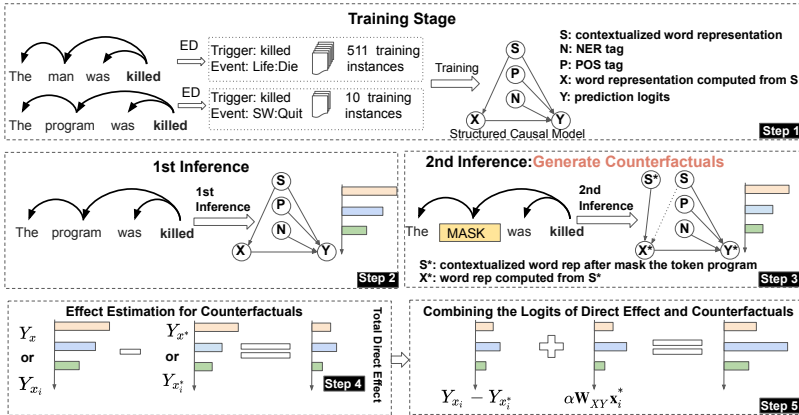 Training Stage
ED
Trigger: killed
Event: Life:Die
511 training
instances
The man was killed
ED
Trigger: killed
Event: SW:Quit
10 training
instances
The program was killed
Training
S
P
N
X
Y
Structured Causal Model
S: contextualized word representation
N: NER tag
P: POS tag
X: word representation computed from S
Y: prediction logits
Step 1
1st Inference
The program was killed
1st
Inference
S
P
N
X
Y
Step 2
2nd Inference:Generate Counterfactuals
The MASK was killed
2nd
Inference
S*
S
P
N
X*
Y*
S*: contextualized word rep after mask the token program
X*: word rep computed from S*
Step 3
Effect Estimation for Counterfactuals
Y_x
or
Y_{x_i}
Y_{x^*}
or
Y_{x_i^*}
Step 4
Total Direct Effect
Combining the Logits of Direct Effect and Counterfactuals
Y_{x_i} − Y_{x_i^*}
αW_{XY}x_i^*
Step 5